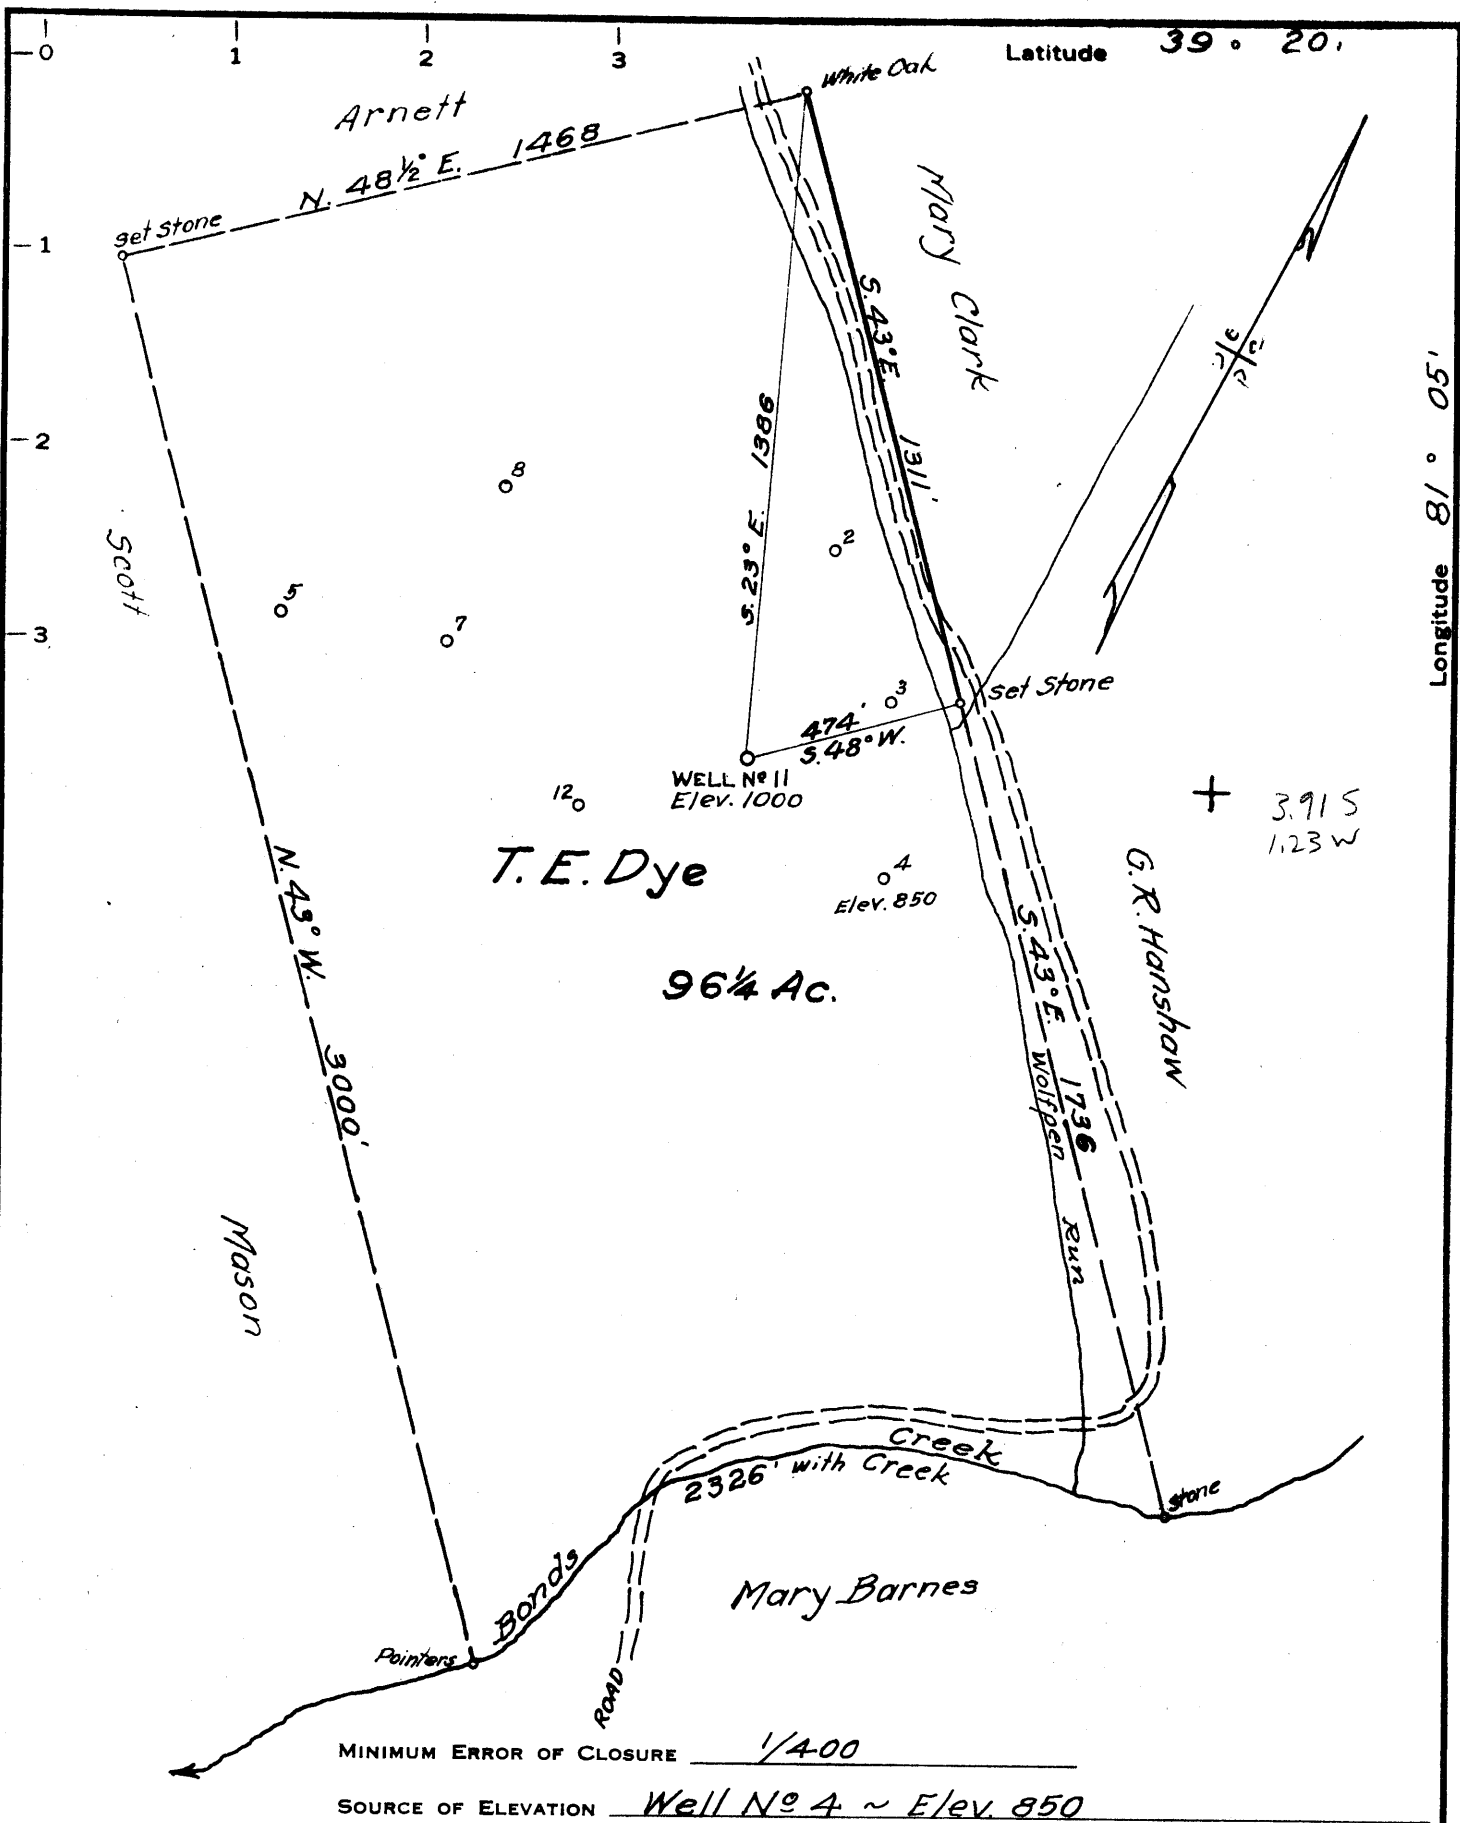 0 1 2 3
Latitude 39° 20'
1
2
3
Longitude 81° 05'
Arnett
White Oak
N. 48½° E. 1468
set Stone
Mary Clark
S. 43° E. 1311'
N
S. 23° E. 1386
8
2
Scott
5
7
3
set Stone
474'
S. 48° W.
WELL Nº 11
Elev. 1000
12
3.91 S
1.23 W
T. E. Dye
4
Elev. 850
G. R. Hanshaw
N. 43° W. 3000'
96¼ Ac.
S. 43° E. 1736
Wolfpen Run
Mason
Bonds Creek
2326' with Creek
Stone
Mary Barnes
Pointers
ROAD
MINIMUM ERROR OF CLOSURE 1/400
SOURCE OF ELEVATION Well Nº 4 ~ Elev. 850